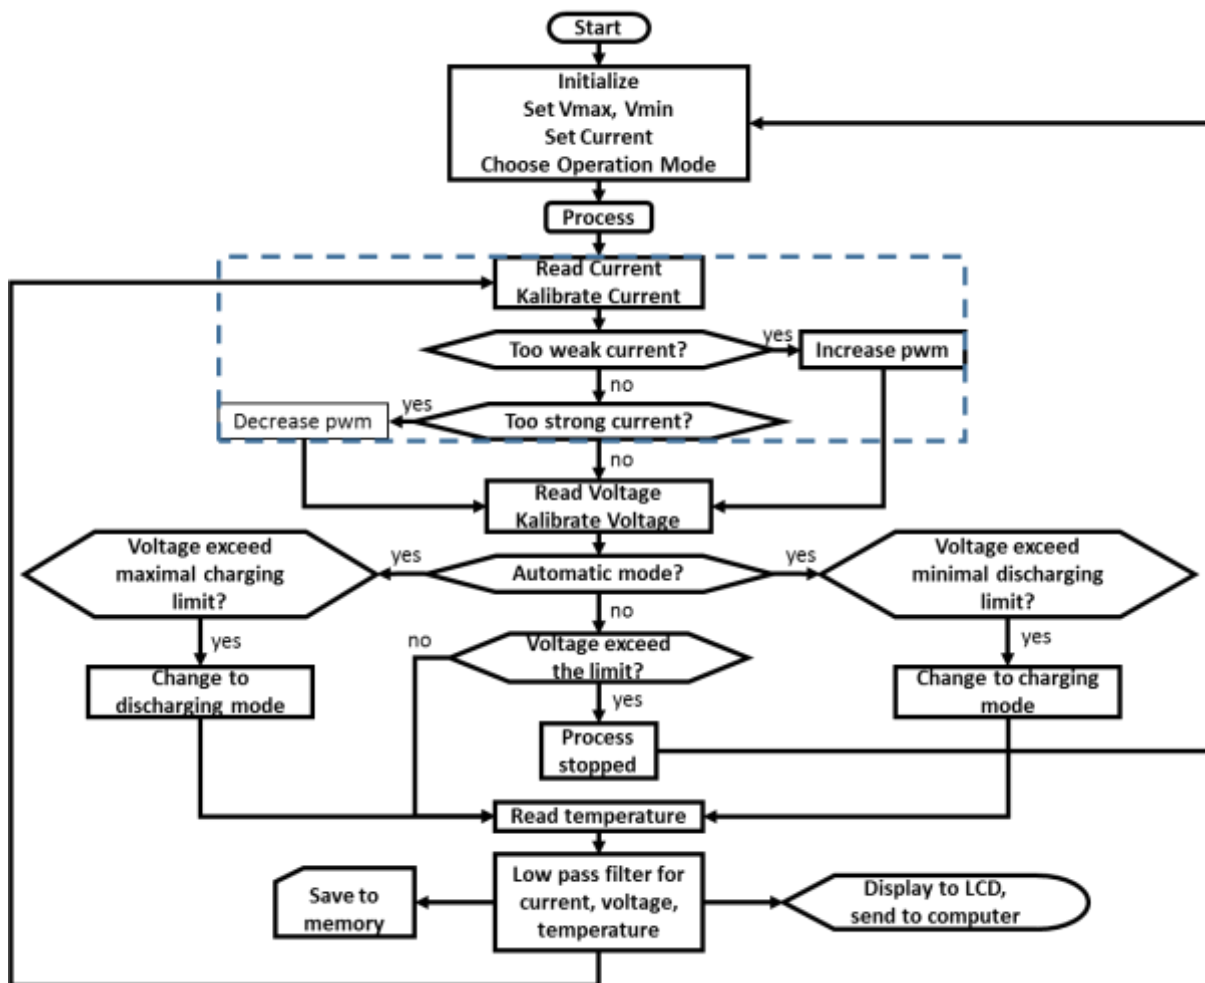 Start
Initialize
Set Vmax, Vmin
Set Current
Choose Operation Mode
Process
Read Current
Kalibrate Current
Too weak current?
yes
Increase pwm
no
Decrease pwm
yes
Too strong current?
no
Read Voltage
Kalibrate Voltage
Voltage exceed
maximal charging
limit?
yes
Automatic mode?
yes
Voltage exceed
minimal discharging
limit?
no
yes
no
Voltage exceed
the limit?
yes
Change to
discharging mode
yes
Change to charging
mode
Process
stopped
Read temperature
Low pass filter for
current, voltage,
temperature
Save to
memory
Display to LCD,
send to computer